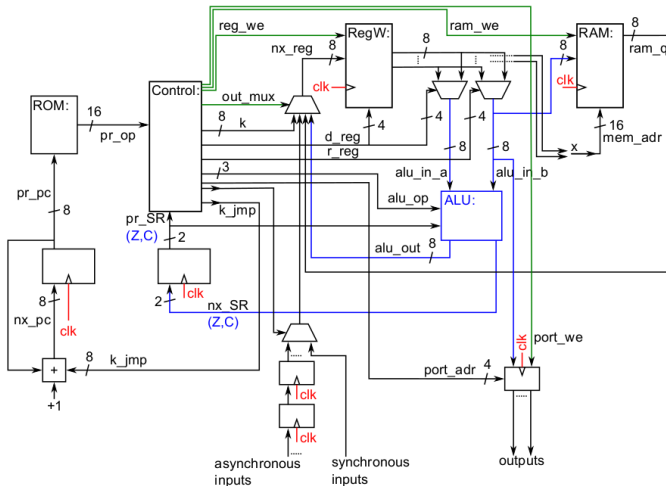 reg_we
ram_we
8
nx_reg
8
RegW:
8
8
RAM:
ram_q
clk
clk
ROM:
16
pr_op
Control:
out_mux
8
k
d_reg
4
r_reg
4
4
x
16
mem_adr
3
8
8
alu_in_a
alu_in_b
pr_pc
8
pr_SR
(Z,C)
2
k_jmp
alu_op
ALU:
alu_out
8
8
nx_pc
clk
clk
2
nx_SR
(Z,C)
+
8
k_jmp
+1
clk
clk
port_we
port_adr
4
clk
asynchronous
inputs
synchronous
inputs
outputs